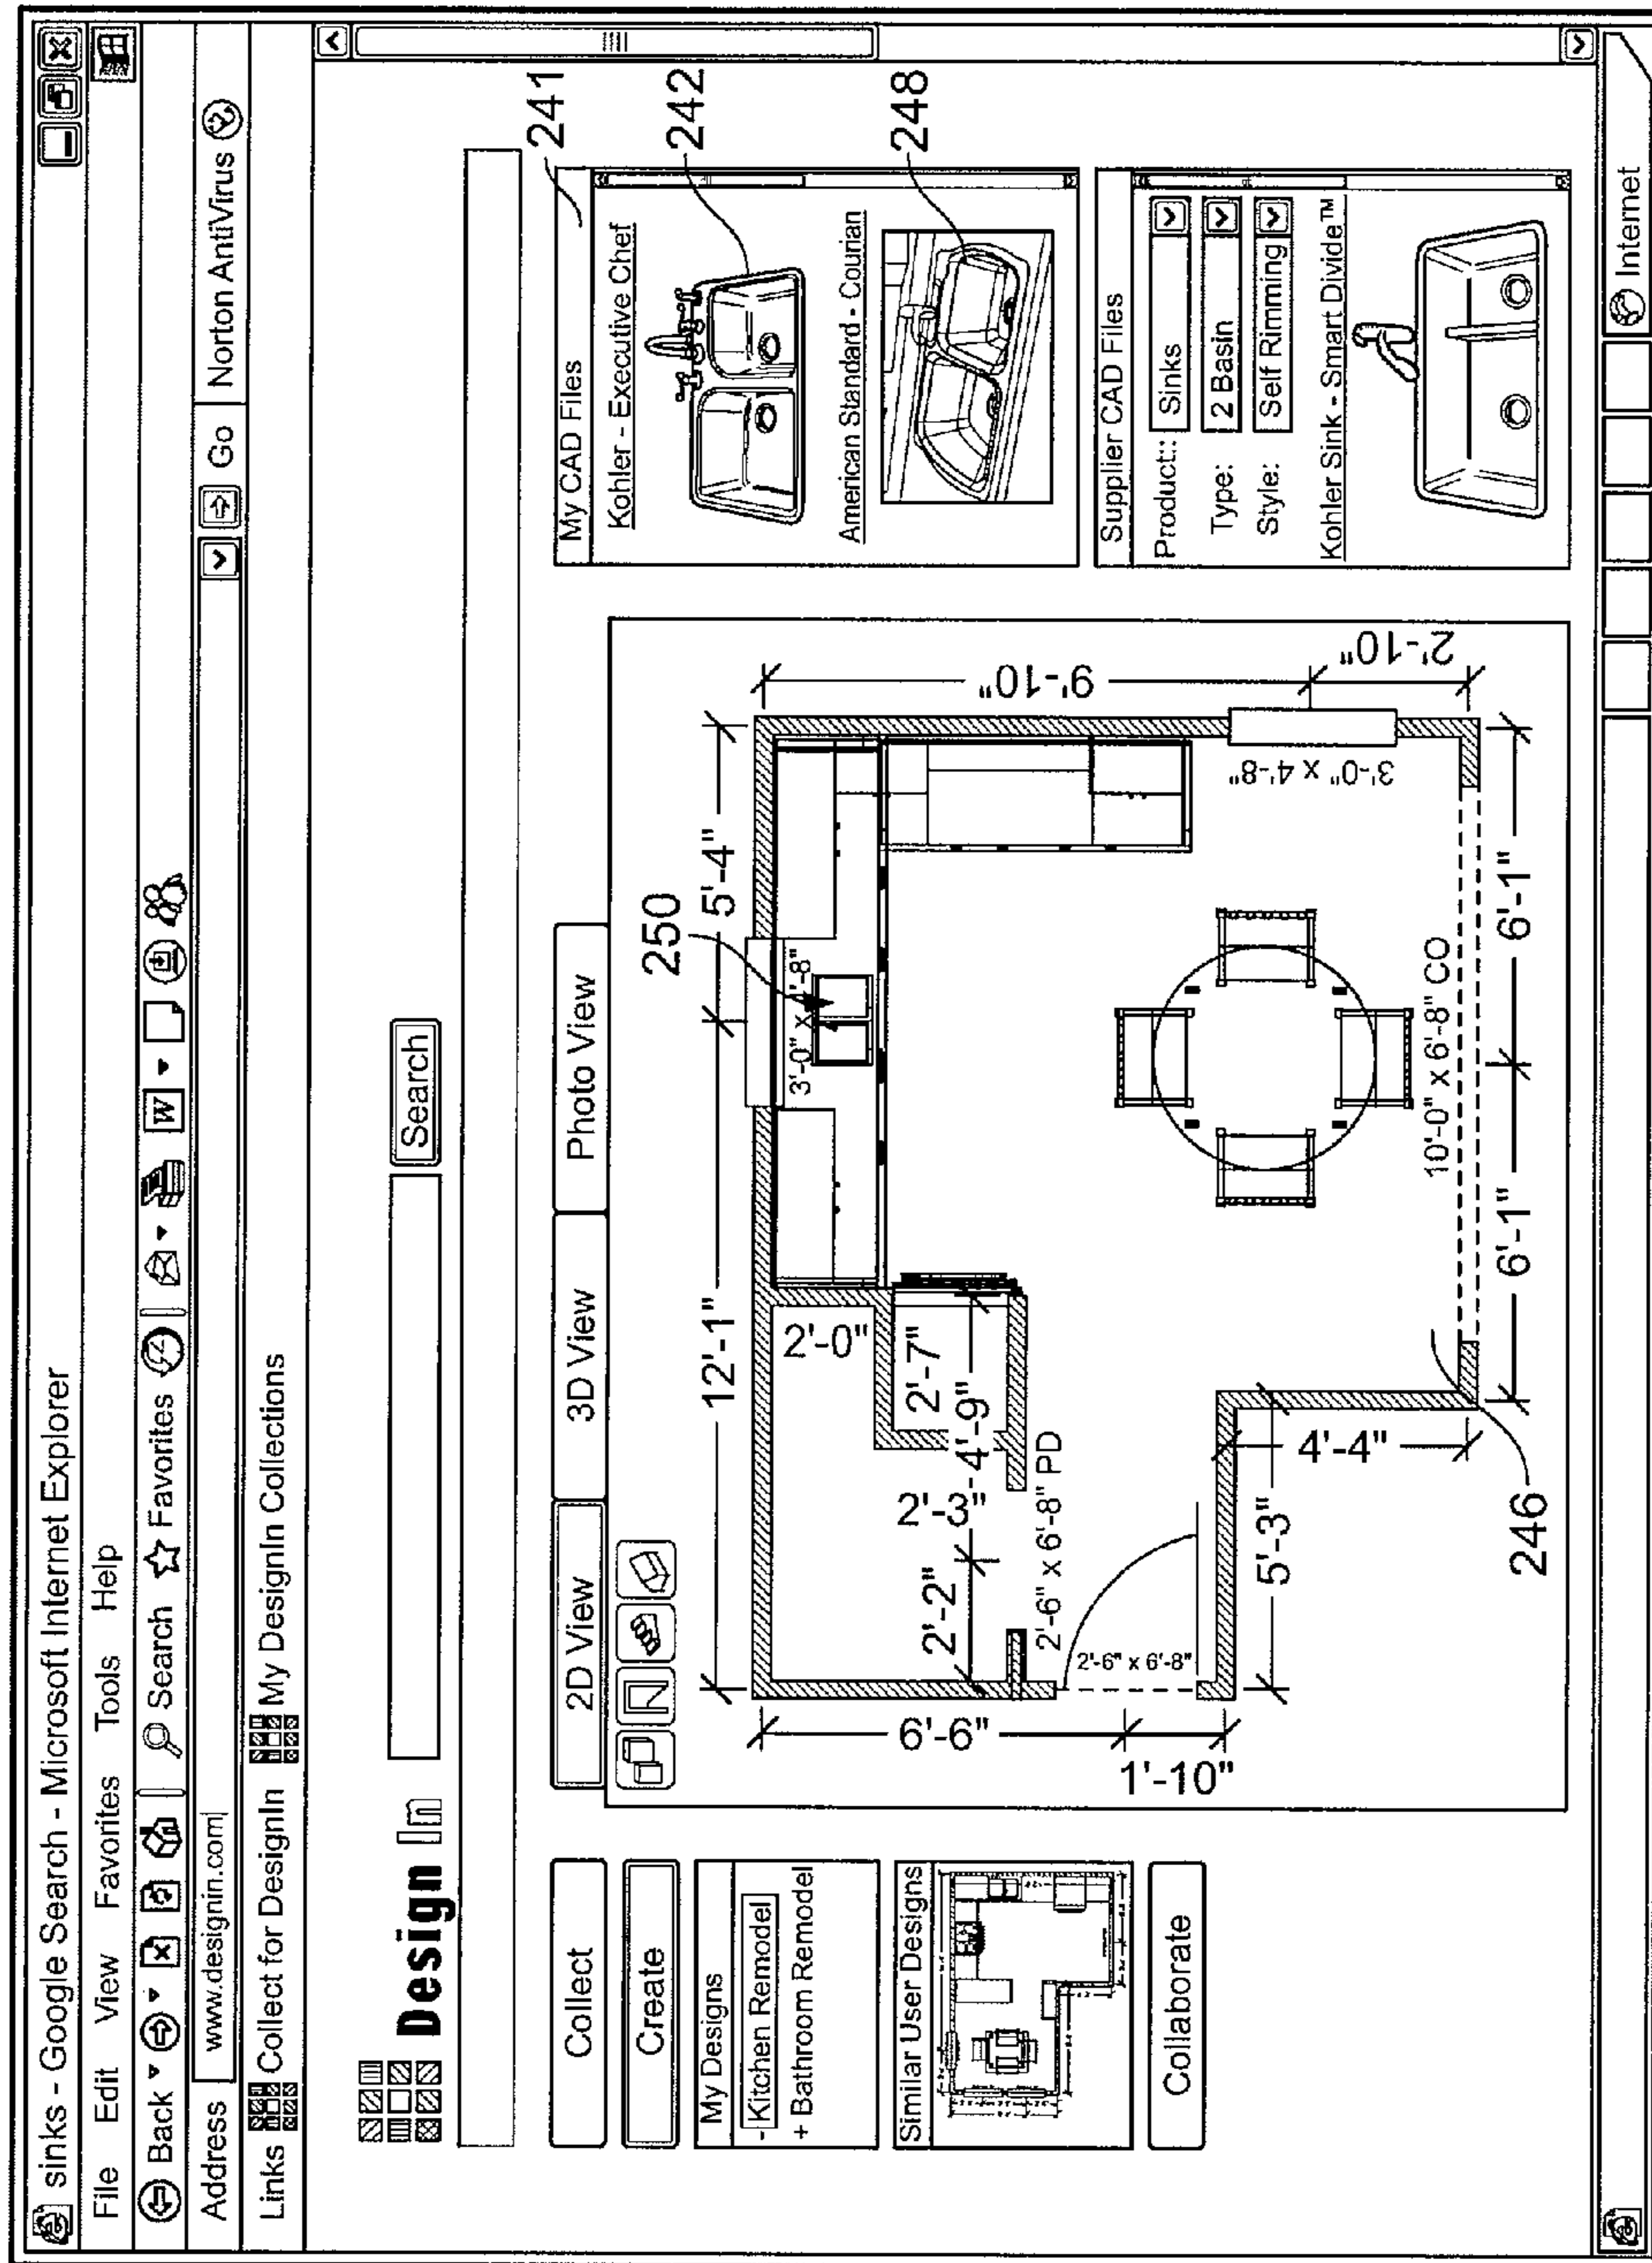 sinks - Google Search - Microsoft Internet Explorer
File Edit View Favorites Tools Help
Back Search Favorites W
Address www.designin.com Go Norton AntiVirus
Links Collect for DesignIn My DesignIn Collections
Design In Search
Collect
Create
My Designs
- Kitchen Remodel
+ Bathroom Remodel
Similar User Designs
Collaborate
2D View 3D View Photo View
250
12'-1" 5'-4"
3'-0" x 4'-8"
2'-0"
2'-7"
2'-2" 2'-3" 4'-9"
2'-6" x 6'-8" PD
2'-6" x 6'-8"
6'-6"
1'-10"
5'-3"
4'-4"
9'-10"
2'-10"
3'-0" x 4'-8"
10'-0" x 6'-8" CO
6'-1" 6'-1"
246
241
My CAD Files
Kohler - Executive Chef
242
American Standard - Courian
248
Supplier CAD Files
Product:: Sinks
Type: 2 Basin
Style: Self Rimming
Kohler Sink - Smart Divide™
Internet